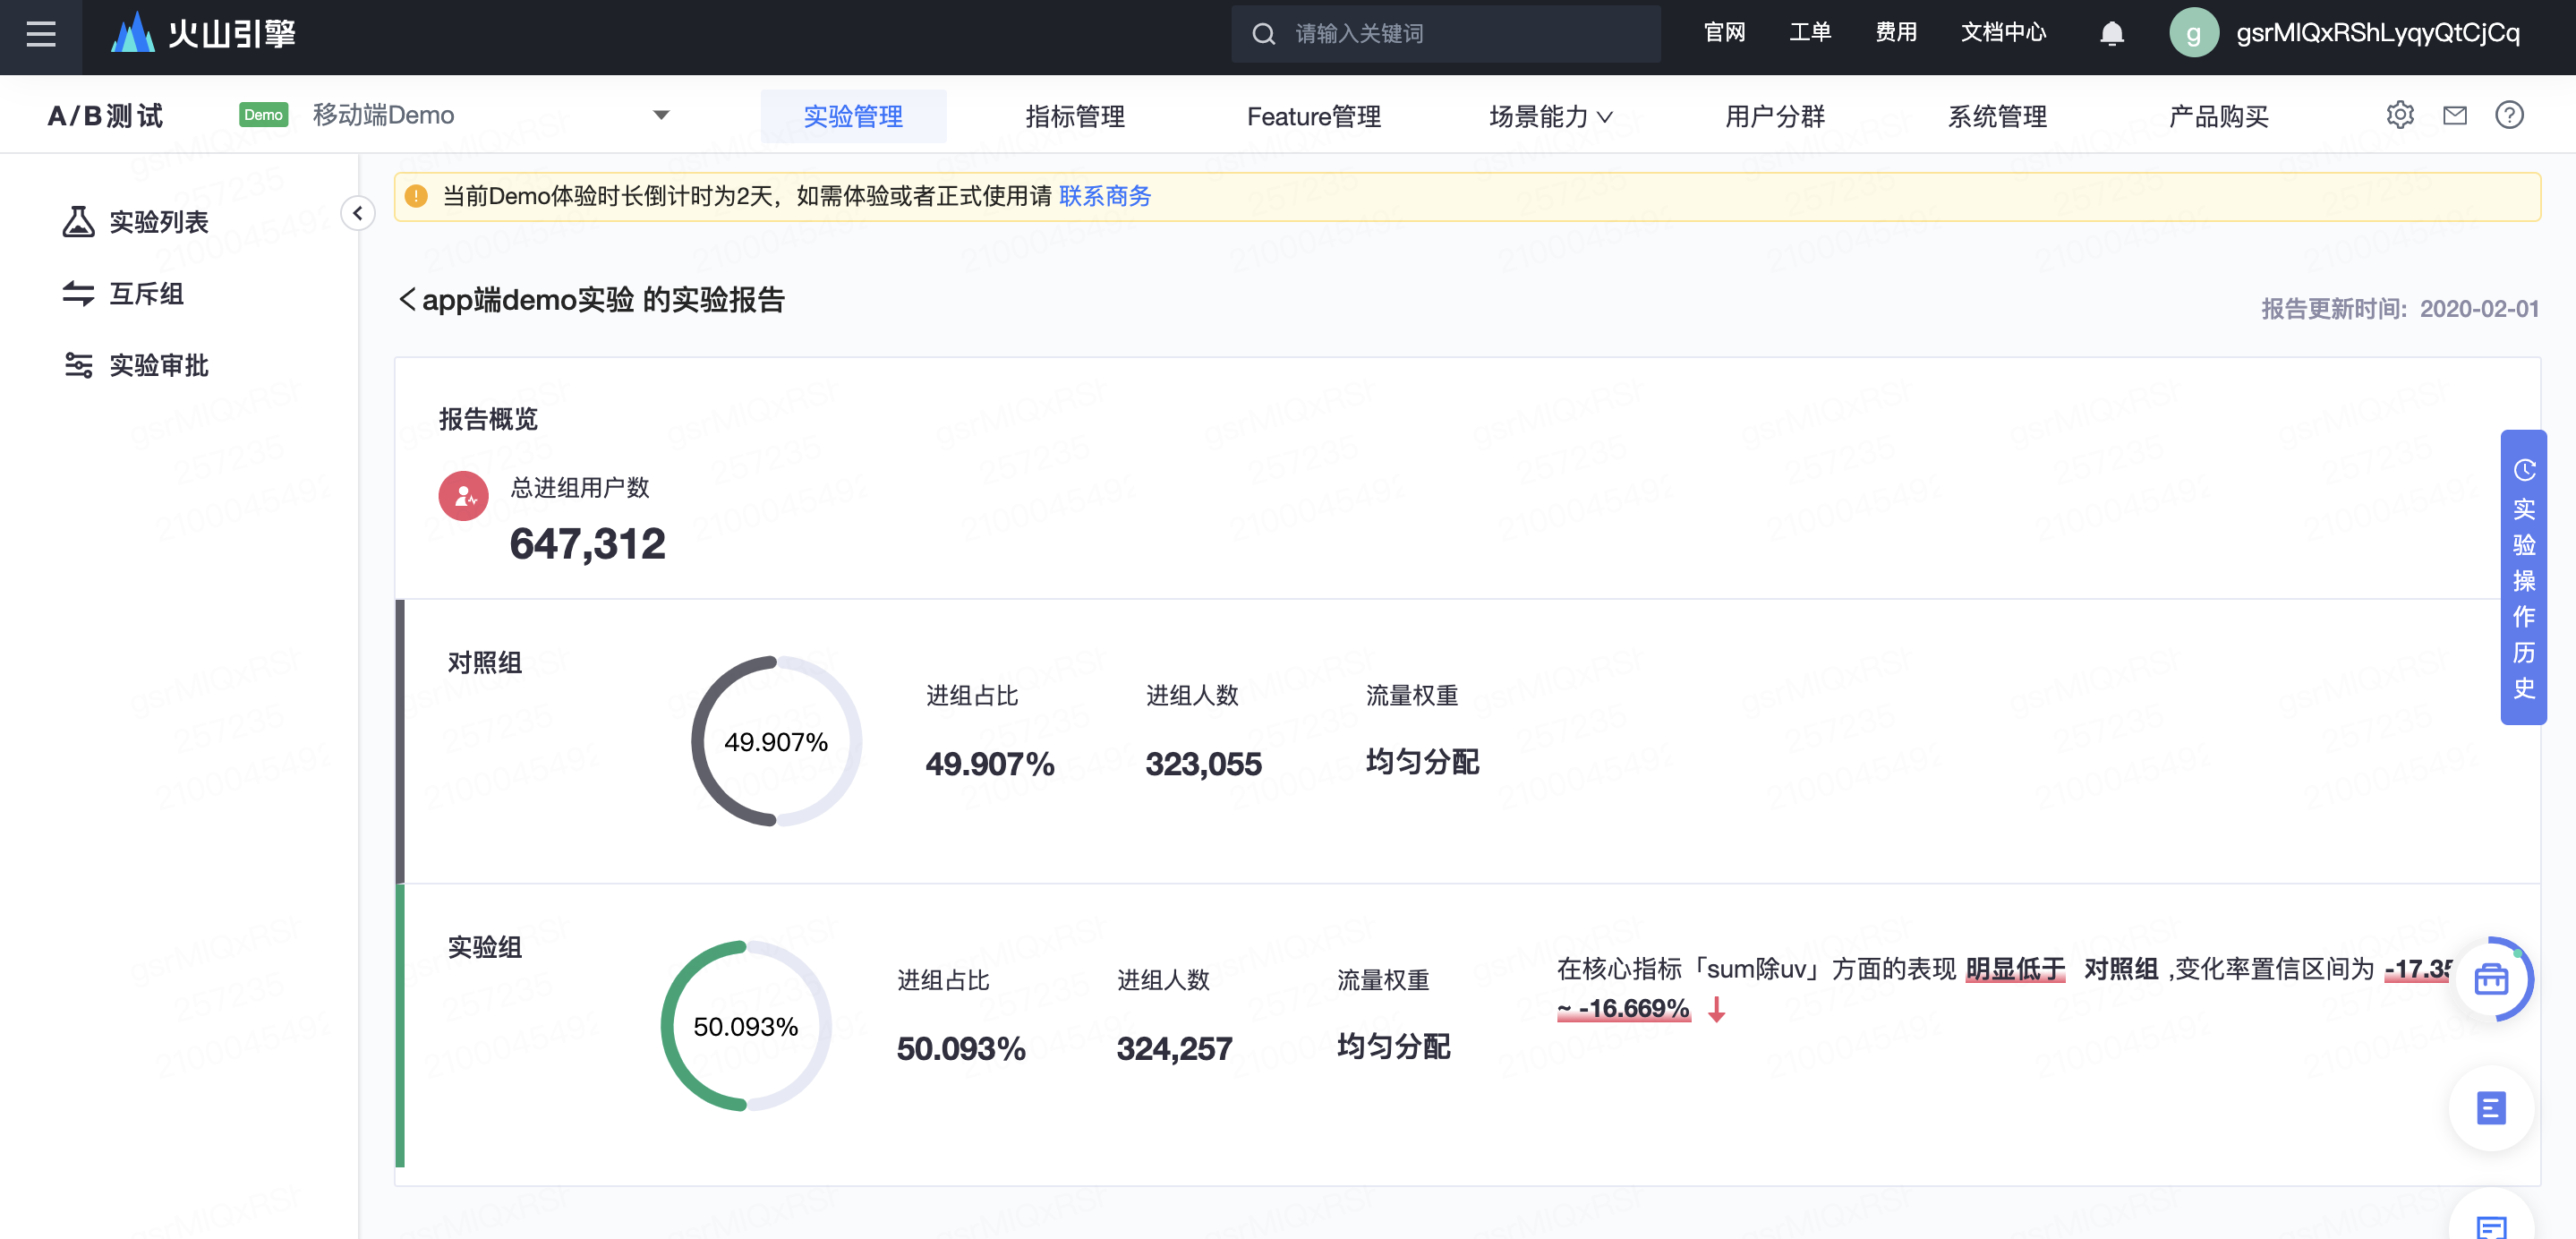 火山引擎
请输入关键词
官网 工单 费用 文档中心
g gsrMlQxRShLyqyQtCjCq
A/B测试 Demo 移动端Demo 实验管理 指标管理 Feature管理 场景能力 用户分群 系统管理 产品购买
实验列表
互斥组
实验审批
当前Demo体验时长倒计时为2天，如需体验或者正式使用请 联系商务
app端demo实验 的实验报告
报告更新时间: 2020-02-01
报告概览
总进组用户数
647,312
对照组
49.907%
进组占比 进组人数 流量权重
49.907% 323,055 均匀分配
实验组
50.093%
进组占比 进组人数 流量权重
50.093% 324,257 均匀分配
在核心指标「sum除uv」方面的表现 明显低于 对照组 ,变化率置信区间为 -17.35
~ -16.669%
实验操作历史
gsrMlQxRSh
257235
2100045492